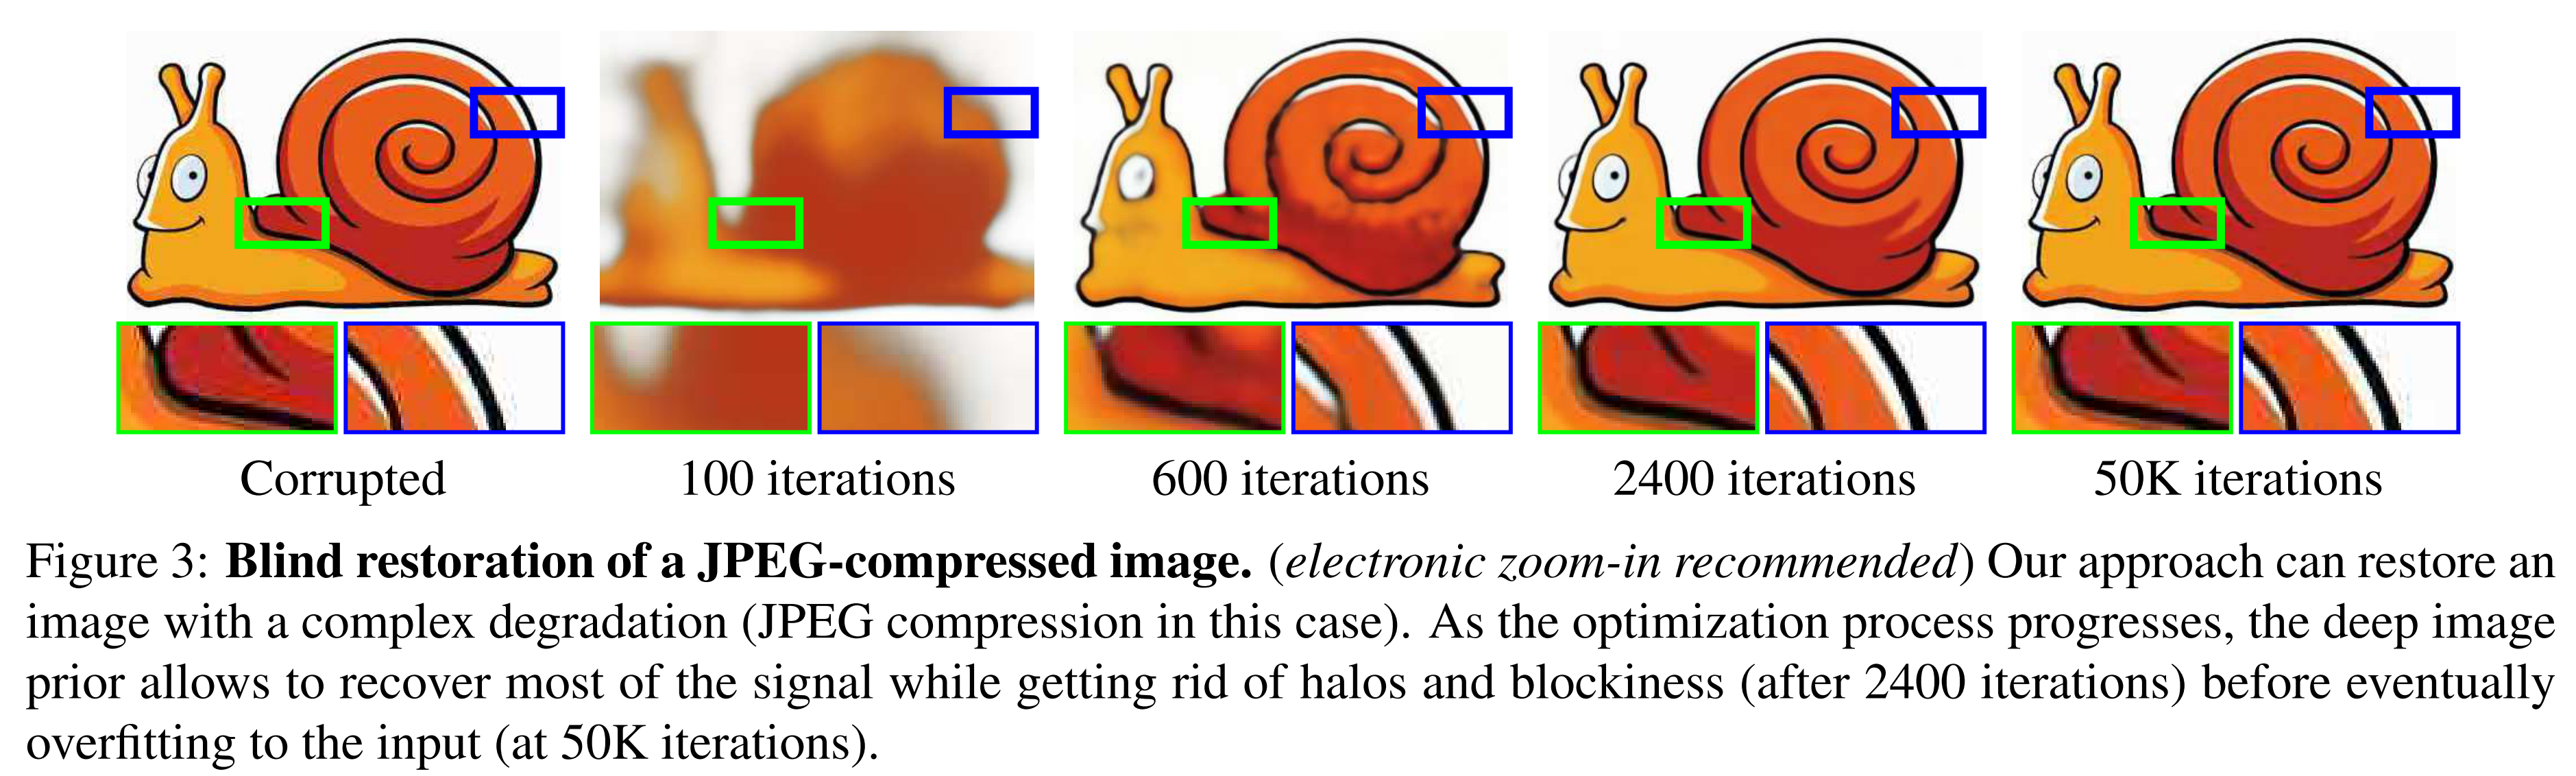 Corrupted 100 iterations 600 iterations 2400 iterations 50K iterations
Figure 3: Blind restoration of a JPEG-compressed image. (electronic zoom-in recommended) Our approach can restore an
image with a complex degradation (JPEG compression in this case). As the optimization process progresses, the deep image
prior allows to recover most of the signal while getting rid of halos and blockiness (after 2400 iterations) before eventually
overfitting to the input (at 50K iterations).